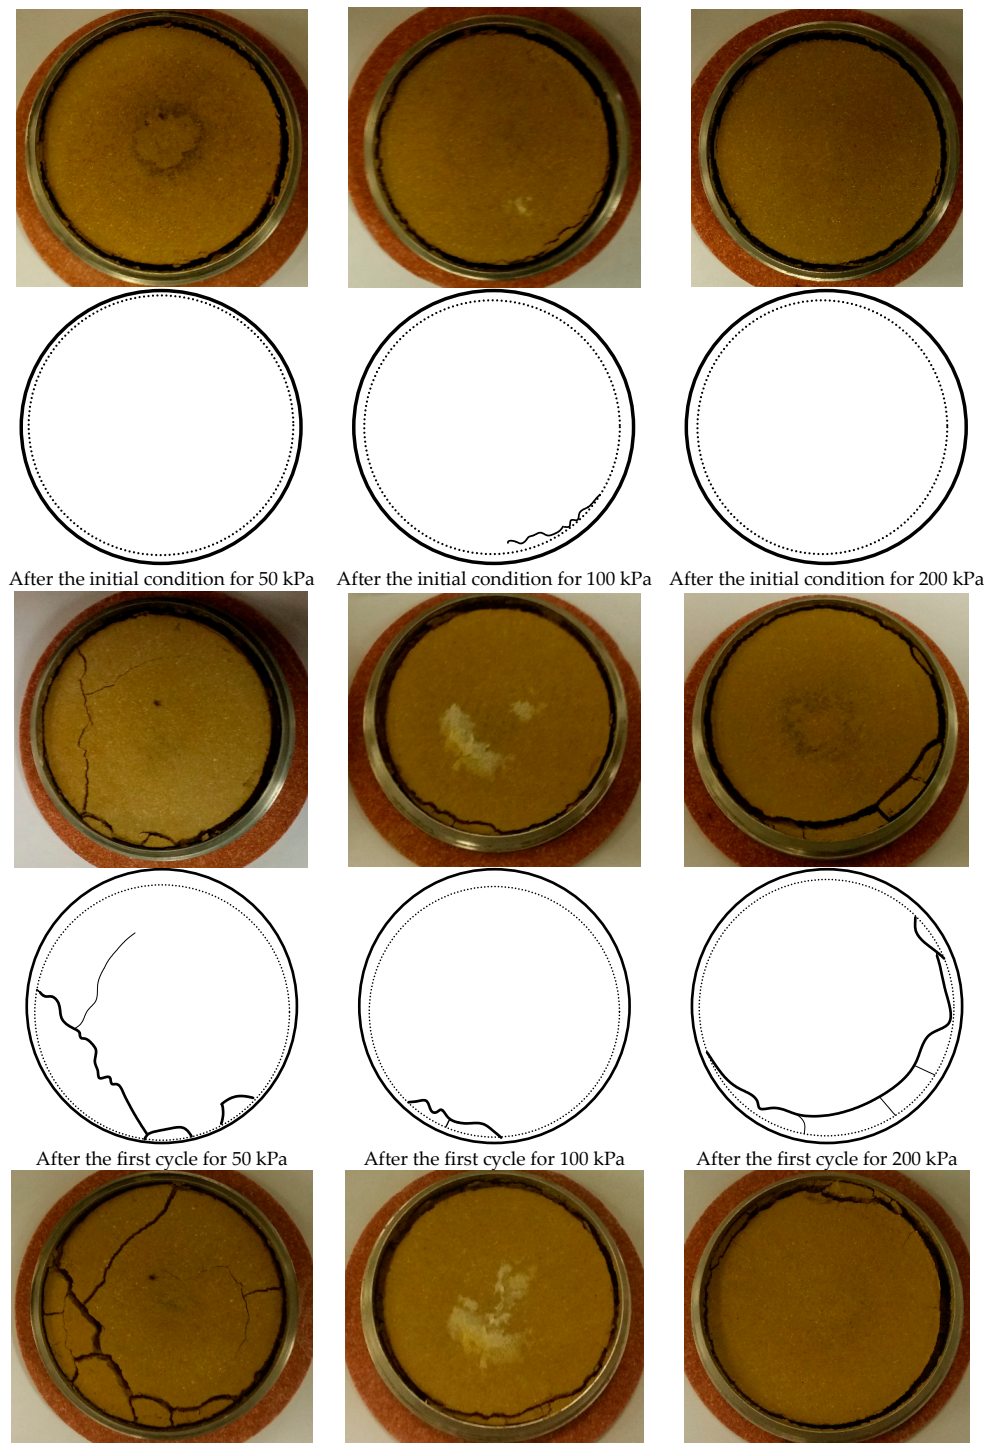 After the initial condition for 50 kPa
After the initial condition for 100 kPa
After the initial condition for 200 kPa
After the first cycle for 50 kPa
After the first cycle for 100 kPa
After the first cycle for 200 kPa